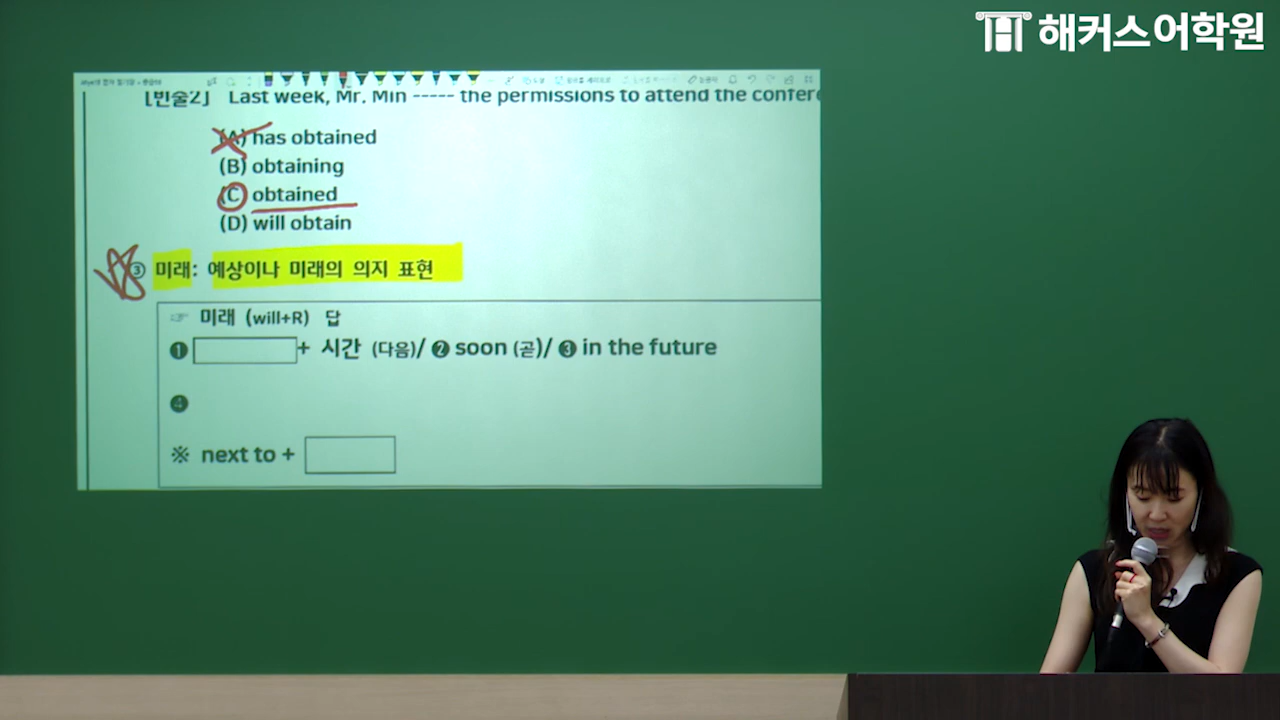 해커스어학원
[빈출2] Last week, Mr. Min ----- the permissions to attend the confere
(A) has obtained
(B) obtaining
(C obtained
(D) will obtain
③ 미래: 예상이나 미래의 의지 표현
☞ 미래 (will+R) 답
❶ + 시간 (다음)/ ❷ soon (곧)/ ❸ in the future
❹
※ next to +